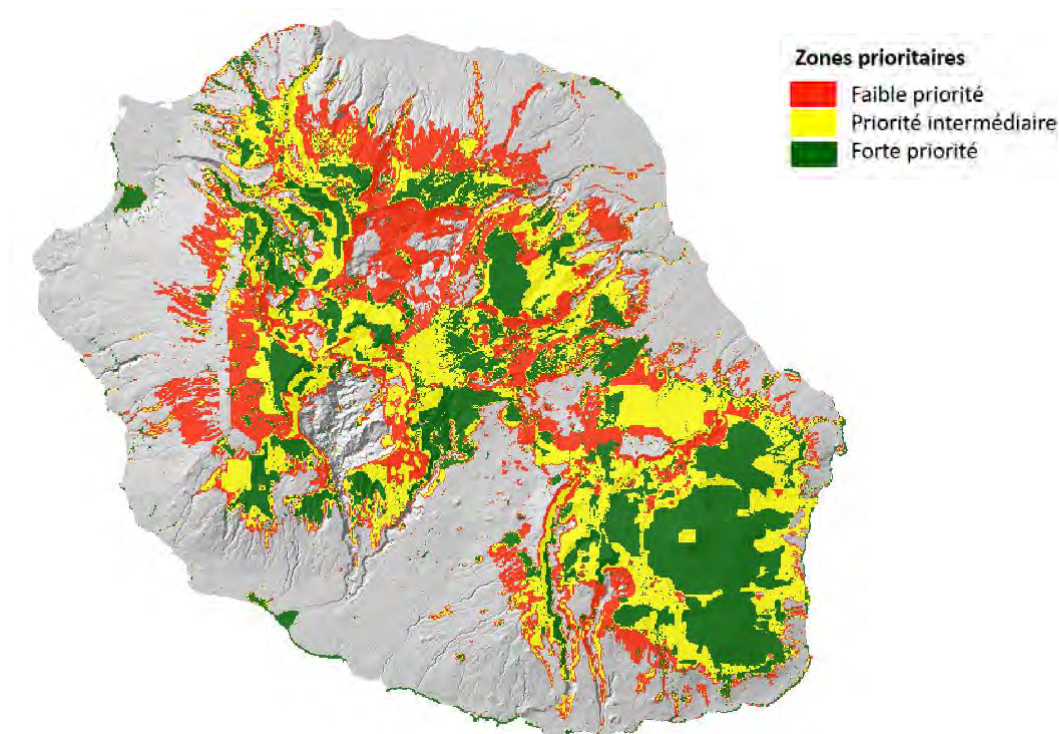 Zones prioritaires
Faible priorité
Priorité intermédiaire
Forte priorité